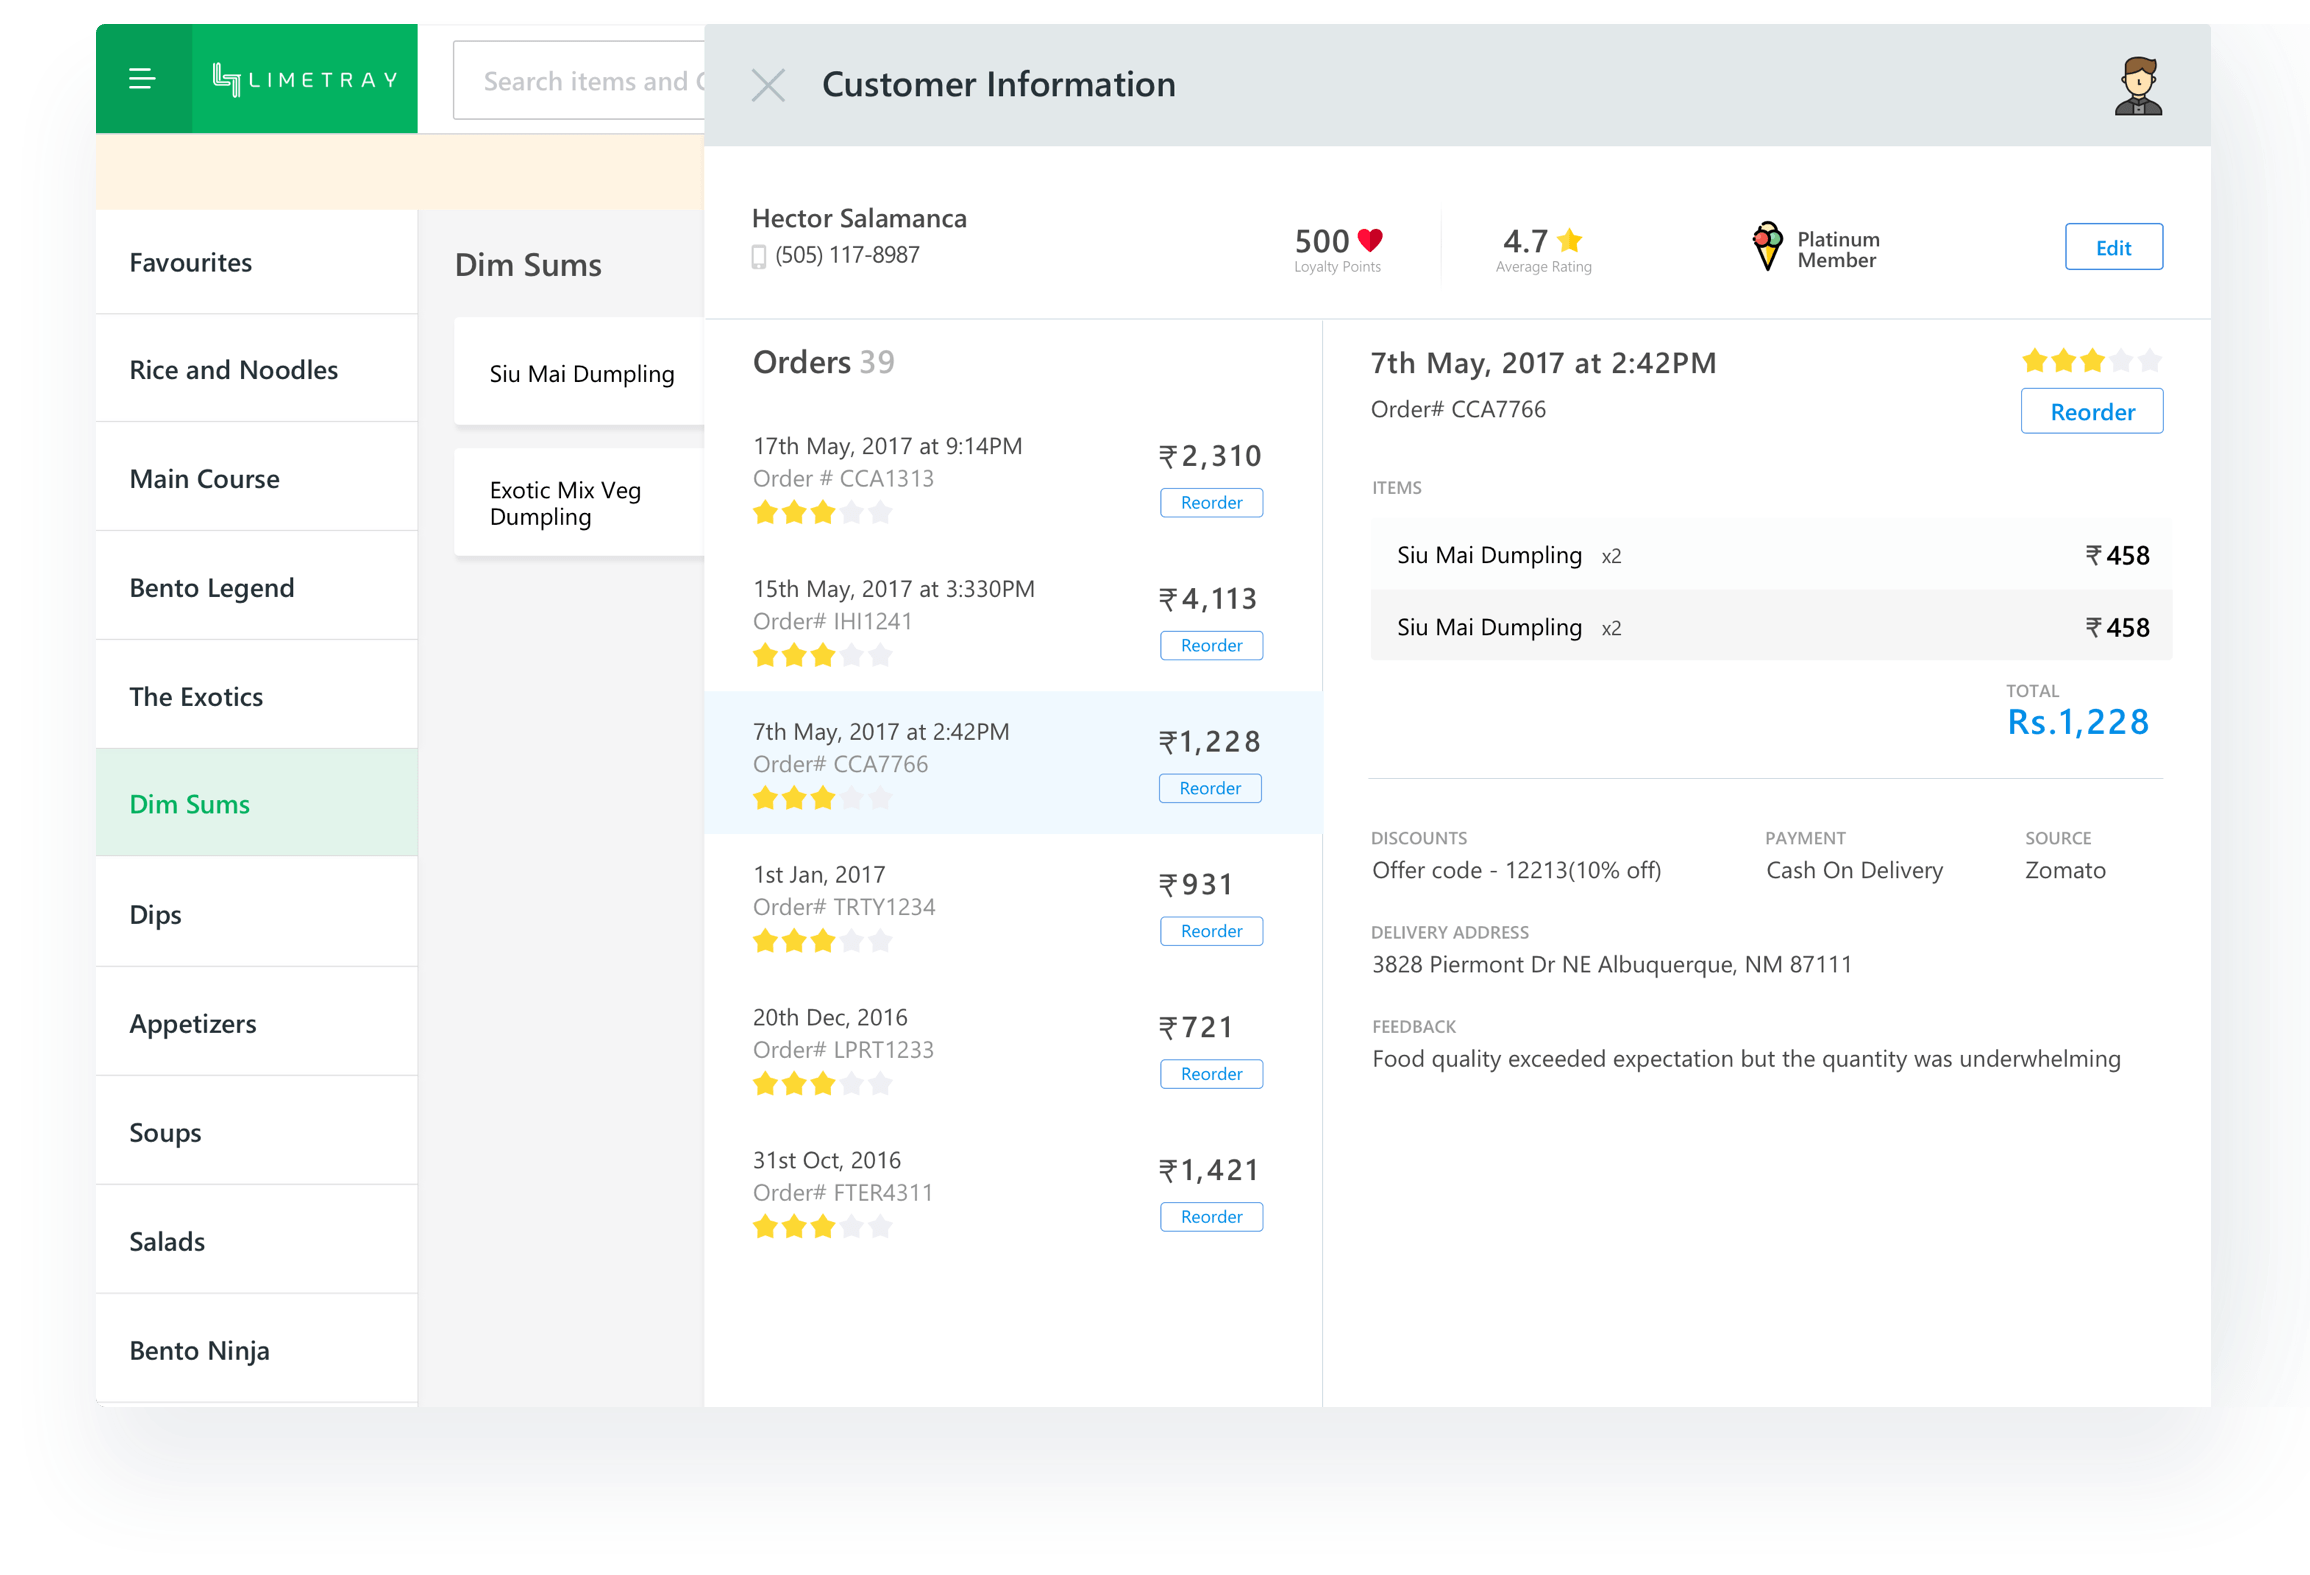 LIMETRAY
Search items and
Customer Information
Favourites
Rice and Noodles
Main Course
Bento Legend
The Exotics
Dim Sums
Dips
Appetizers
Soups
Salads
Bento Ninja
Dim Sums
Siu Mai Dumpling
Exotic Mix Veg
Dumpling
Hector Salamanca
(505) 117-8987
500
Loyalty Points
4.7
Average Rating
Platinum
Member
Edit
Orders 39
17th May, 2017 at 9:14PM
Order # CCA1313
₹2,310
Reorder
15th May, 2017 at 3:330PM
Order# IHI1241
₹4,113
Reorder
7th May, 2017 at 2:42PM
Order# CCA7766
₹1,228
Reorder
1st Jan, 2017
Order# TRTY1234
₹931
Reorder
20th Dec, 2016
Order# LPRT1233
₹721
Reorder
31st Oct, 2016
Order# FTER4311
₹1,421
Reorder
7th May, 2017 at 2:42PM
Order# CCA7766
Reorder
ITEMS
Siu Mai Dumpling x2 ₹458
Siu Mai Dumpling x2 ₹458
TOTAL
Rs.1,228
DISCOUNTS
Offer code - 12213(10% off)
PAYMENT
Cash On Delivery
SOURCE
Zomato
DELIVERY ADDRESS
3828 Piermont Dr NE Albuquerque, NM 87111
FEEDBACK
Food quality exceeded expectation but the quantity was underwhelming